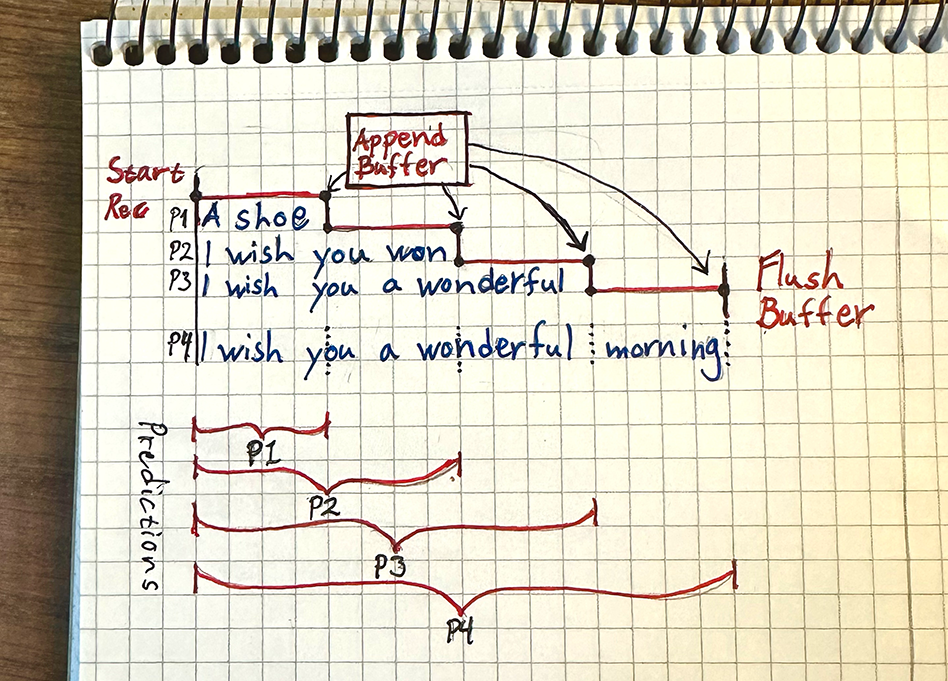 Append
Buffer
Start
Rec
P1 A shoe
P2 I wish you won
P3 I wish you a wonderful
Flush
Buffer
P4 I wish you a wonderful morning
Predictions
P1
P2
P3
P4